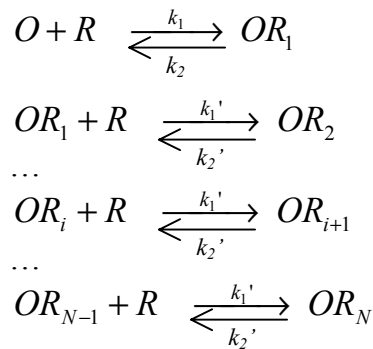 O + R ⇌ OR₁ k₁ k₂
OR₁ + R ⇌ OR₂ k₁' k₂'
...
ORᵢ + R ⇌ ORᵢ₊₁ k₁' k₂'
...
OR_{N−1} + R ⇌ OR_N k₁' k₂'